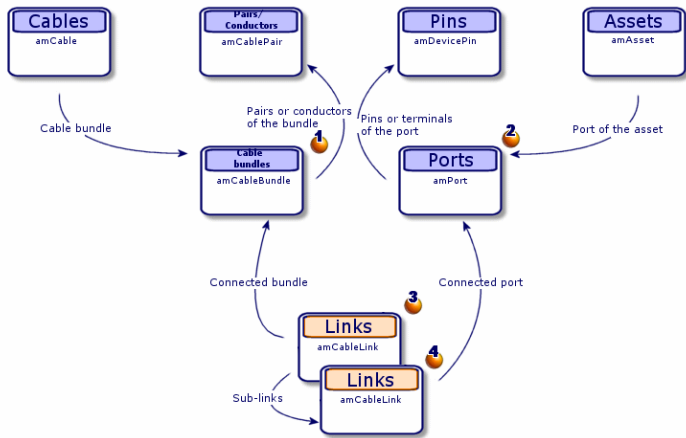 Cables
amCable
Pairs/
Conductors
amCablePair
Pins
amDevicePin
Assets
amAsset
Cable bundle
Pairs or conductors
of the bundle
1
Pins or terminals
of the port
2
Port of the asset
Cable
bundles
amCableBundle
Ports
amPort
Connected bundle
Connected port
3
Links
amCableLink
4
Links
amCableLink
Sub-links